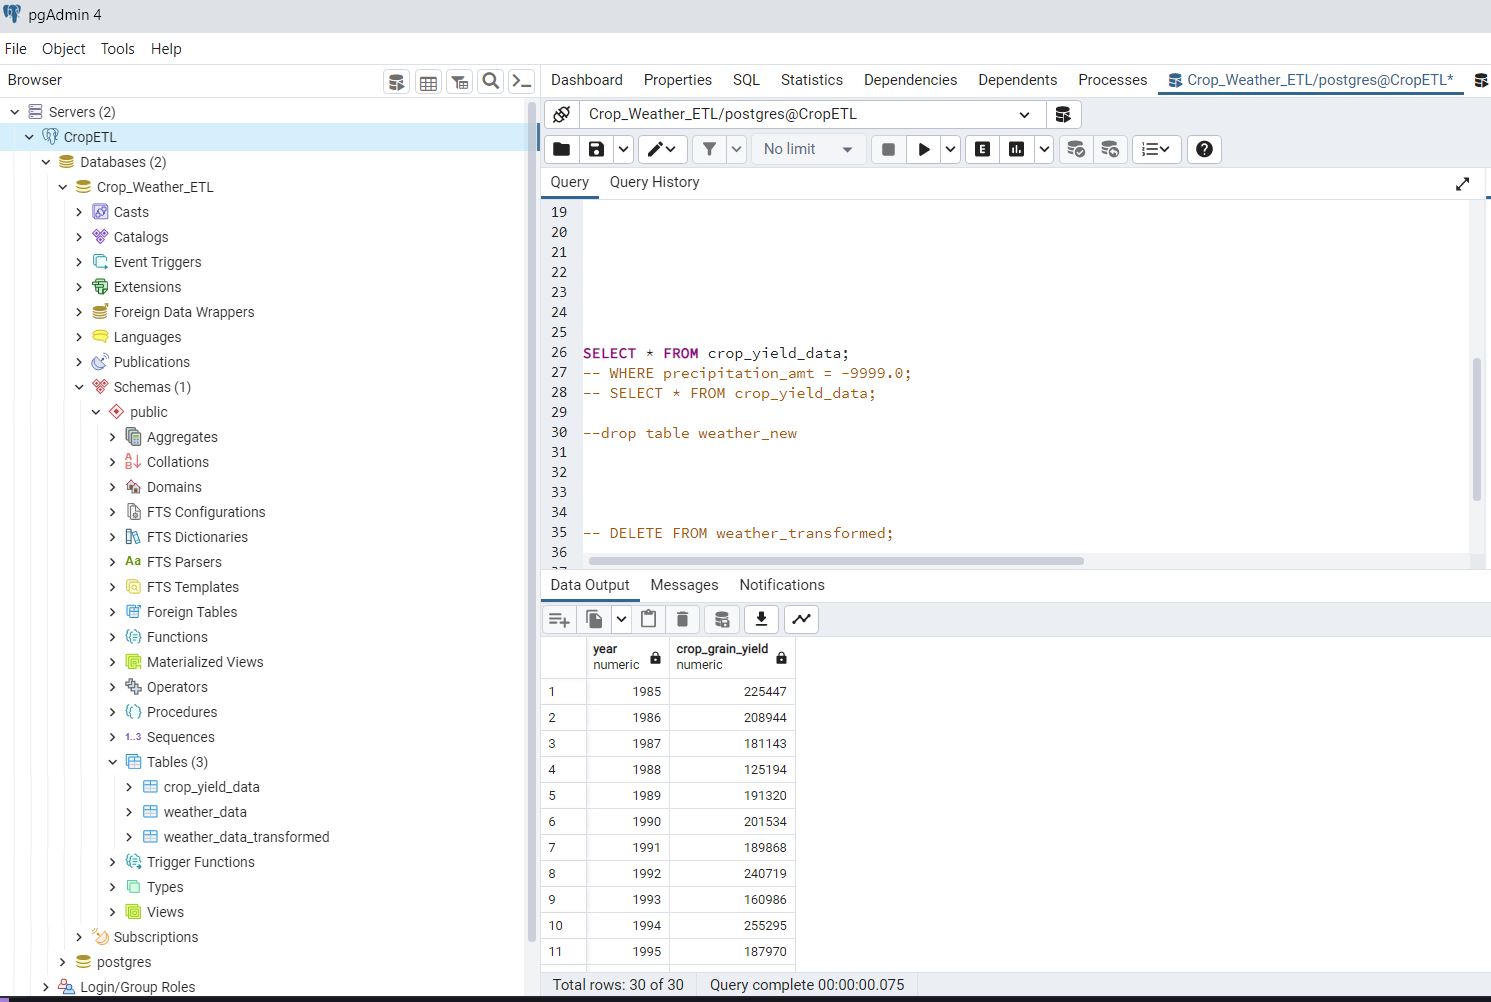 pgAdmin 4
File Object Tools Help
Browser
Dashboard Properties SQL Statistics Dependencies Dependents Processes Crop_Weather_ETL/postgres@CropETL*
Servers (2)
CropETL
Databases (2)
Crop_Weather_ETL
Casts
Catalogs
Event Triggers
Extensions
Foreign Data Wrappers
Languages
Publications
Schemas (1)
public
Aggregates
Collations
Domains
FTS Configurations
FTS Dictionaries
Aa FTS Parsers
FTS Templates
Foreign Tables
Functions
Materialized Views
Operators
Procedures
1..3 Sequences
Tables (3)
crop_yield_data
weather_data
weather_data_transformed
Trigger Functions
Types
Views
Subscriptions
postgres
Login/Group Roles
Crop_Weather_ETL/postgres@CropETL
No limit E
Query Query History
19
20
21
22
23
24
25
26 SELECT * FROM crop_yield_data;
27 -- WHERE precipitation_amt = -9999.0;
28 -- SELECT * FROM crop_yield_data;
29
30 --drop table weather_new
31
32
33
34
35 -- DELETE FROM weather_transformed;
36
Data Output Messages Notifications
year crop_grain_yield
numeric numeric
1 1985 225447
2 1986 208944
3 1987 181143
4 1988 125194
5 1989 191320
6 1990 201534
7 1991 189868
8 1992 240719
9 1993 160986
10 1994 255295
11 1995 187970
Total rows: 30 of 30 Query complete 00:00:00.075